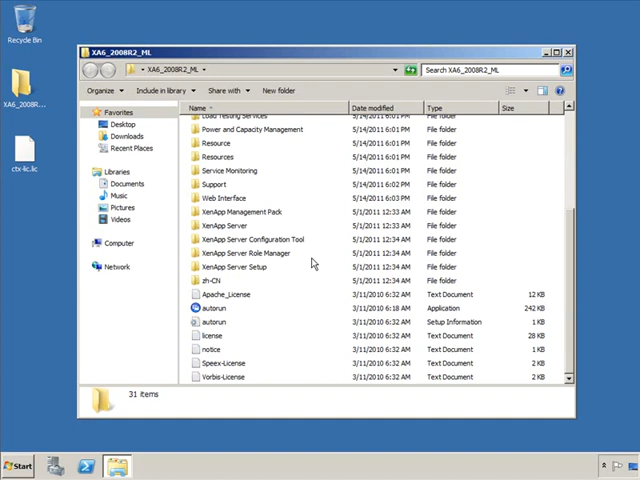 Recycle Bin
XA6_2008R2_ML
XA6_2008R...
ctx-lic.lic
XA6_2008R2_ML
Search XA6_2008R2_ML
Organize Include in library Share with New folder
Favorites
Desktop
Downloads
Recent Places
Libraries
Documents
Music
Pictures
Videos
Computer
Network
Name Date modified Type Size
Load Testing Services 5/14/2011 6:01 PM File folder
Power and Capacity Management 5/14/2011 6:01 PM File folder
Resource 5/14/2011 6:01 PM File folder
Resources 5/14/2011 6:01 PM File folder
Service Monitoring 5/14/2011 6:01 PM File folder
Support 5/14/2011 6:02 PM File folder
Web Interface 5/14/2011 6:03 PM File folder
XenApp Management Pack 5/1/2011 12:33 AM File folder
XenApp Server 5/1/2011 12:33 AM File folder
XenApp Server Configuration Tool 5/1/2011 12:34 AM File folder
XenApp Server Role Manager 5/1/2011 12:34 AM File folder
XenApp Server Setup 5/1/2011 12:34 AM File folder
zh-CN 5/1/2011 12:34 AM File folder
Apache_License 3/11/2010 6:32 AM Text Document 12 KB
autorun 3/11/2010 6:18 AM Application 242 KB
autorun 3/11/2010 6:32 AM Setup Information 1 KB
license 3/11/2010 6:32 AM Text Document 28 KB
notice 3/11/2010 6:32 AM Text Document 1 KB
Speex-License 3/11/2010 6:32 AM Text Document 2 KB
Vorbis-License 3/11/2010 6:32 AM Text Document 2 KB
31 items
Start